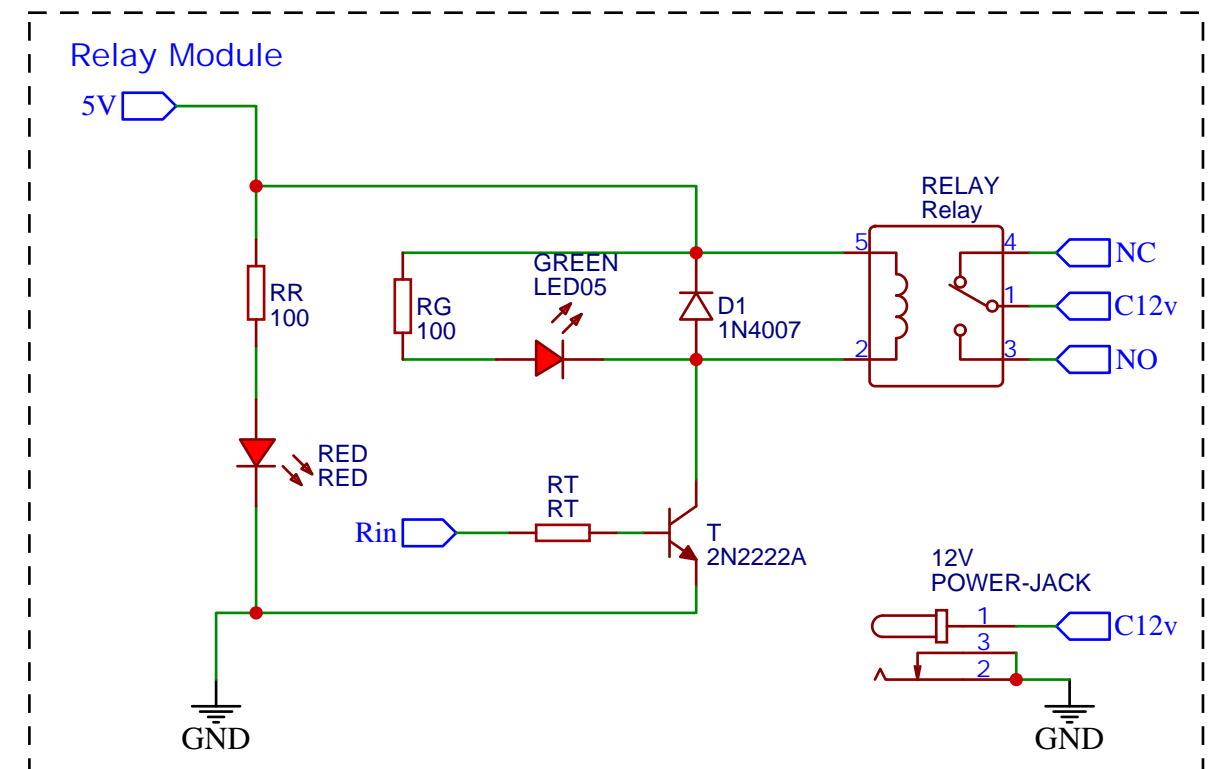 Relay Module
5V
RELAY
Relay
5
4
NC
GREEN
LED05
RR
100
RG
100
D1
1N4007
1
C12v
2
3
NO
RED
RED
RT
RT
Rin
T
2N2222A
12V
POWER-JACK
1
C12v
3
2
GND
GND